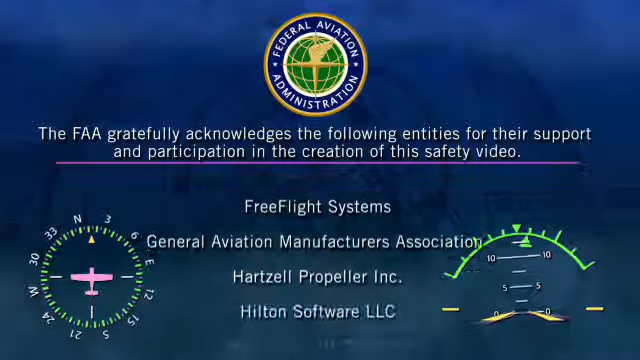 FEDERAL AVIATION
ADMINISTRATION
The FAA gratefully acknowledges the following entities for their support
and participation in the creation of this safety video.
FreeFlight Systems
General Aviation Manufacturers Association
Hartzell Propeller Inc.
Hilton Software LLC
N 3 6 E 12 15 S 21 W 30 33
10 10
5 5
0 0